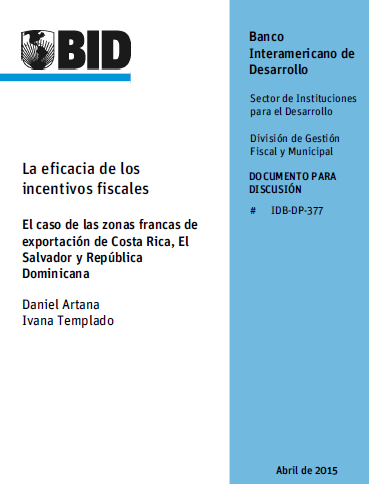 BID
La eficacia de los
incentivos fiscales
El caso de las zonas francas de
exportación de Costa Rica, El
Salvador y República
Dominicana
Daniel Artana
Ivana Templado
Banco
Interamericano de
Desarrollo
Sector de Instituciones
para el Desarrollo
División de Gestión
Fiscal y Municipal
DOCUMENTO PARA
DISCUSIÓN
# IDB-DP-377
Abril de 2015